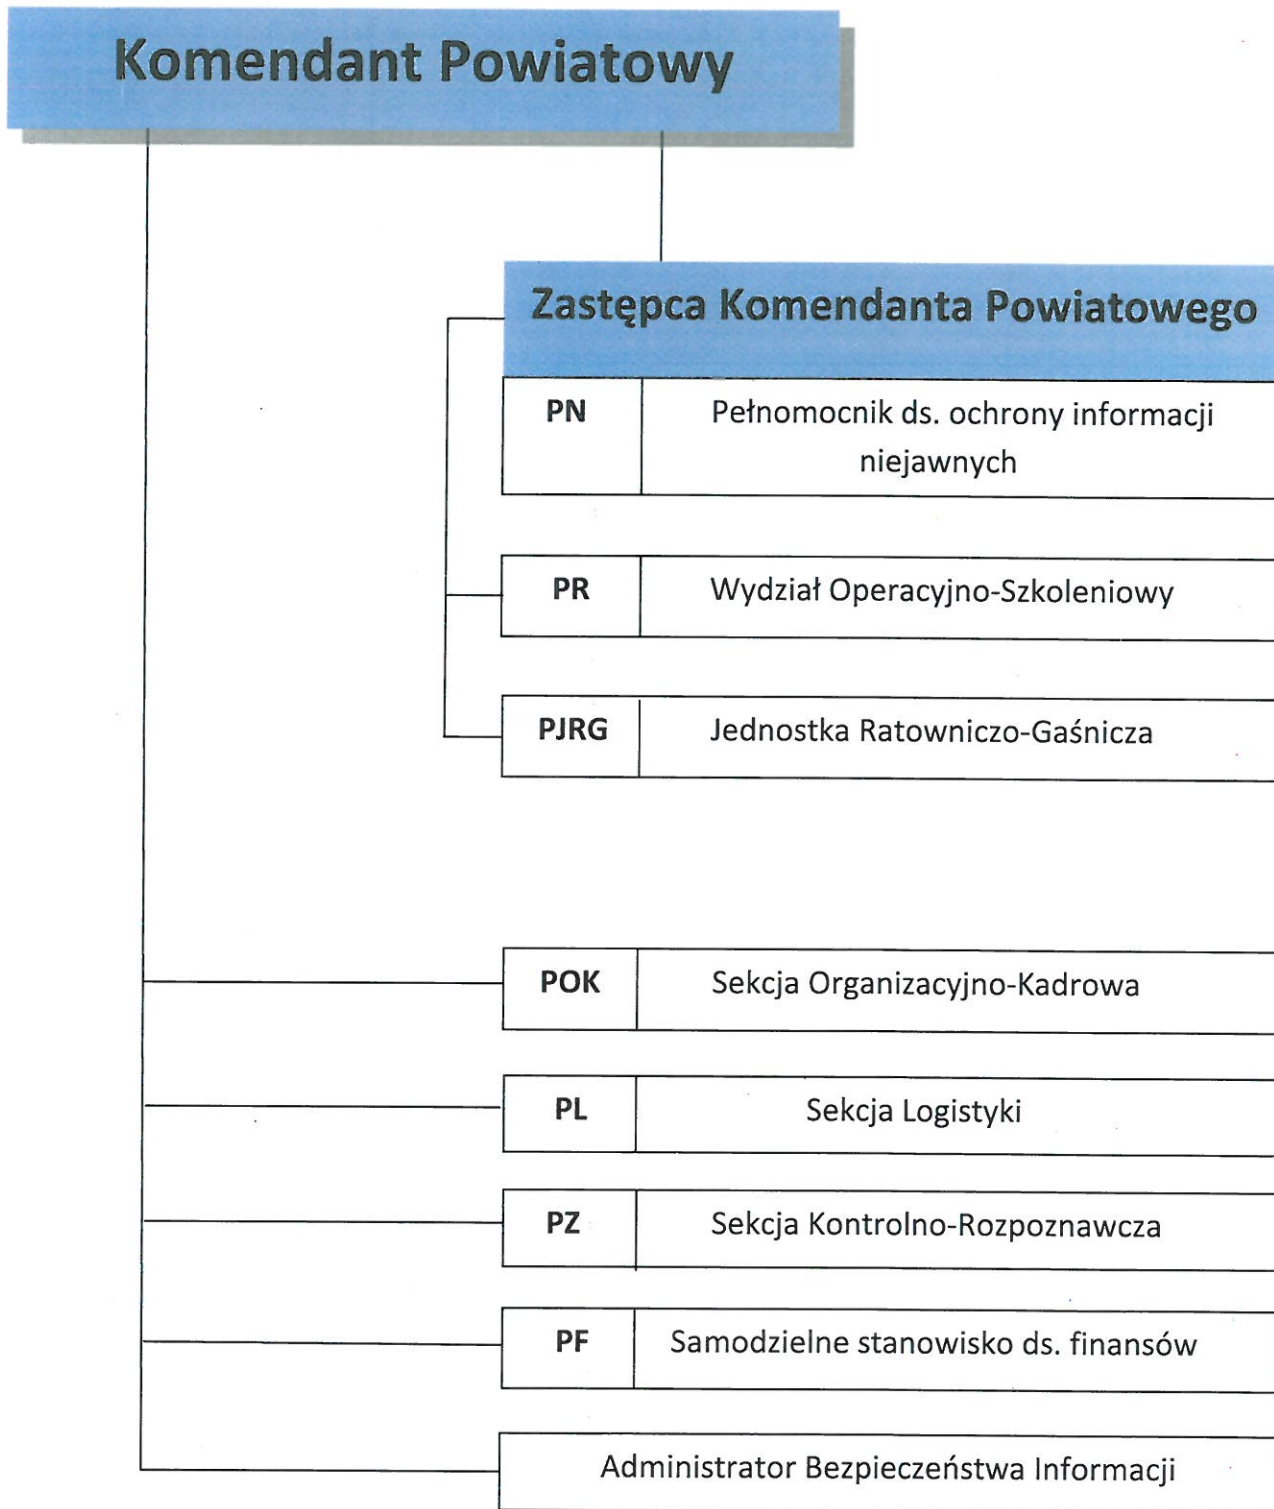 Komendant Powiatowy
Zastępca Komendanta Powiatowego
PN Pełnomocnik ds. ochrony informacji
niejawnych
PR Wydział Operacyjno-Szkoleniowy
PJRG Jednostka Ratowniczo-Gaśnicza
POK Sekcja Organizacyjno-Kadrowa
PL Sekcja Logistyki
PZ Sekcja Kontrolno-Rozpoznawcza
PF Samodzielne stanowisko ds. finansów
Administrator Bezpieczeństwa Informacji